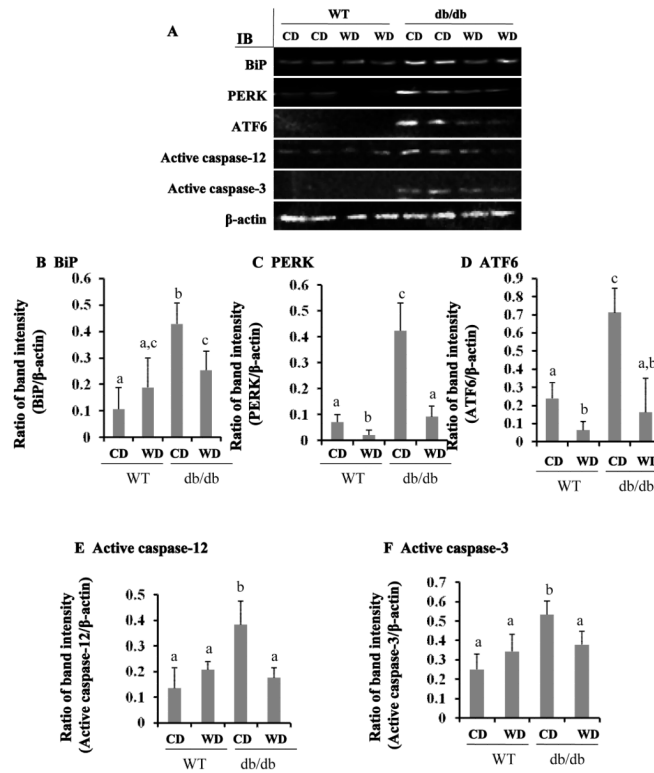 WT db/db
A
IB CD CD WD WD CD CD WD WD
BiP
PERK
ATF6
Active caspase-12
Active caspase-3
β-actin
B BiP
Ratio of band intensity
(BiP/β-actin)
0.6
0.5
0.4
0.3
0.2
0.1
0
a
a,c
b
c
CD WD CD WD
WT db/db
C PERK
Ratio of band intensity
(PERK/β-actin)
0.6
0.5
0.4
0.3
0.2
0.1
0
a
b
c
a
CD WD CD WD
WT db/db
D ATF6
Ratio of band intensity
(ATF6/β-actin)
0.9
0.8
0.7
0.6
0.5
0.4
0.3
0.2
0.1
0
a
b
c
a,b
CD WD CD WD
WT db/db
E Active caspase-12
Ratio of band intensity
(Active caspase-12/β-actin)
0.5
0.4
0.3
0.2
0.1
0
a
a
b
a
CD WD CD WD
WT db/db
F Active caspase-3
Ratio of band intensity
(Active caspase-3/β-actin)
0.7
0.6
0.5
0.4
0.3
0.2
0.1
0
a
a
b
a
CD WD CD WD
WT db/db